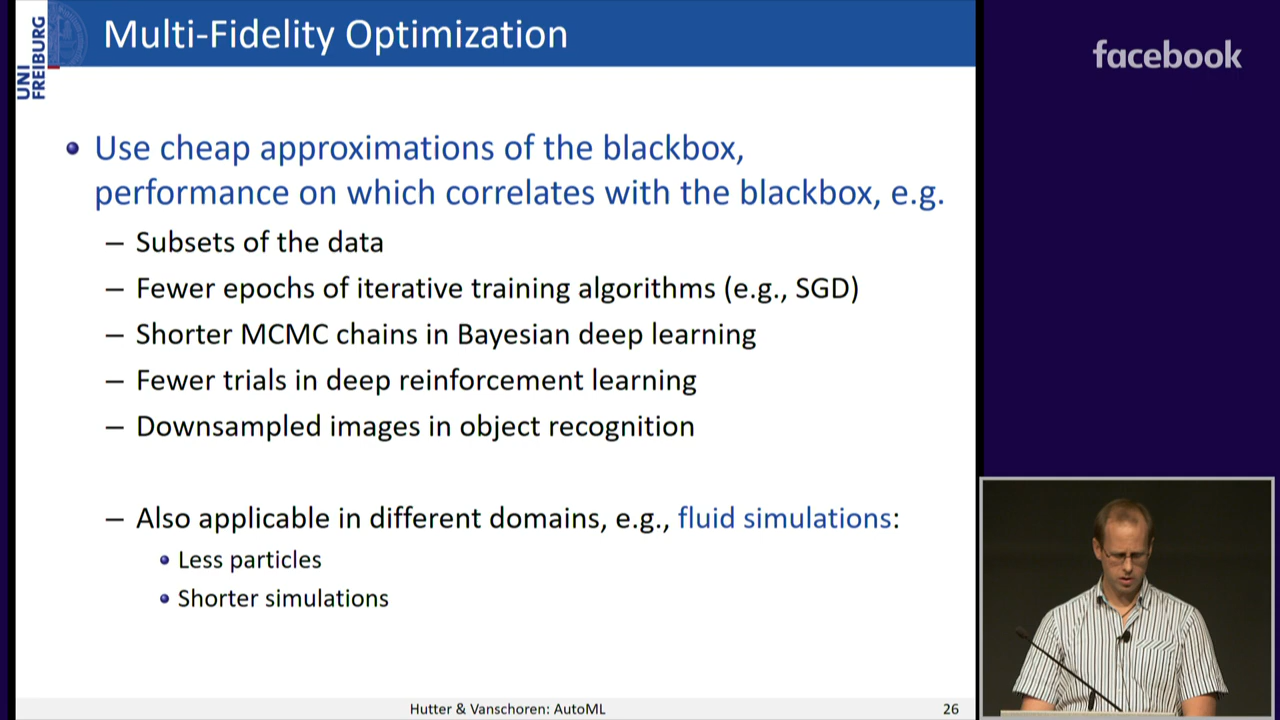 Multi-Fidelity Optimization
UNI
FREIBURG
facebook
• Use cheap approximations of the blackbox,
performance on which correlates with the blackbox, e.g.
– Subsets of the data
– Fewer epochs of iterative training algorithms (e.g., SGD)
– Shorter MCMC chains in Bayesian deep learning
– Fewer trials in deep reinforcement learning
– Downsampled images in object recognition
– Also applicable in different domains, e.g., fluid simulations:
• Less particles
• Shorter simulations
Hutter & Vanschoren: AutoML
26